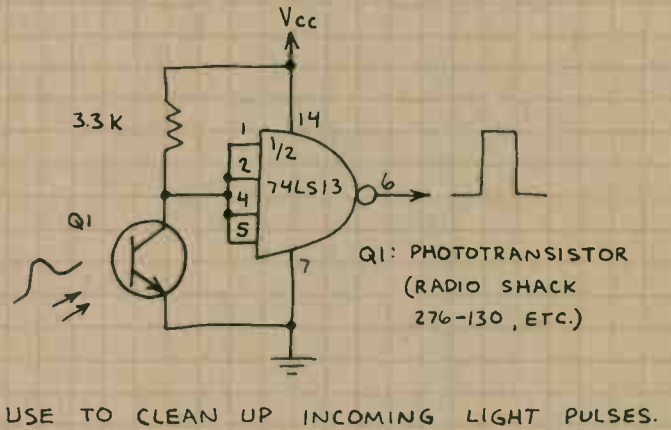 Vcc
3.3K
14
1
1/2
2
74LS13
4
5
6
7
Q1
Q1: PHOTOTRANSISTOR
(RADIO SHACK
276-130, ETC.)
USE TO CLEAN UP INCOMING LIGHT PULSES.